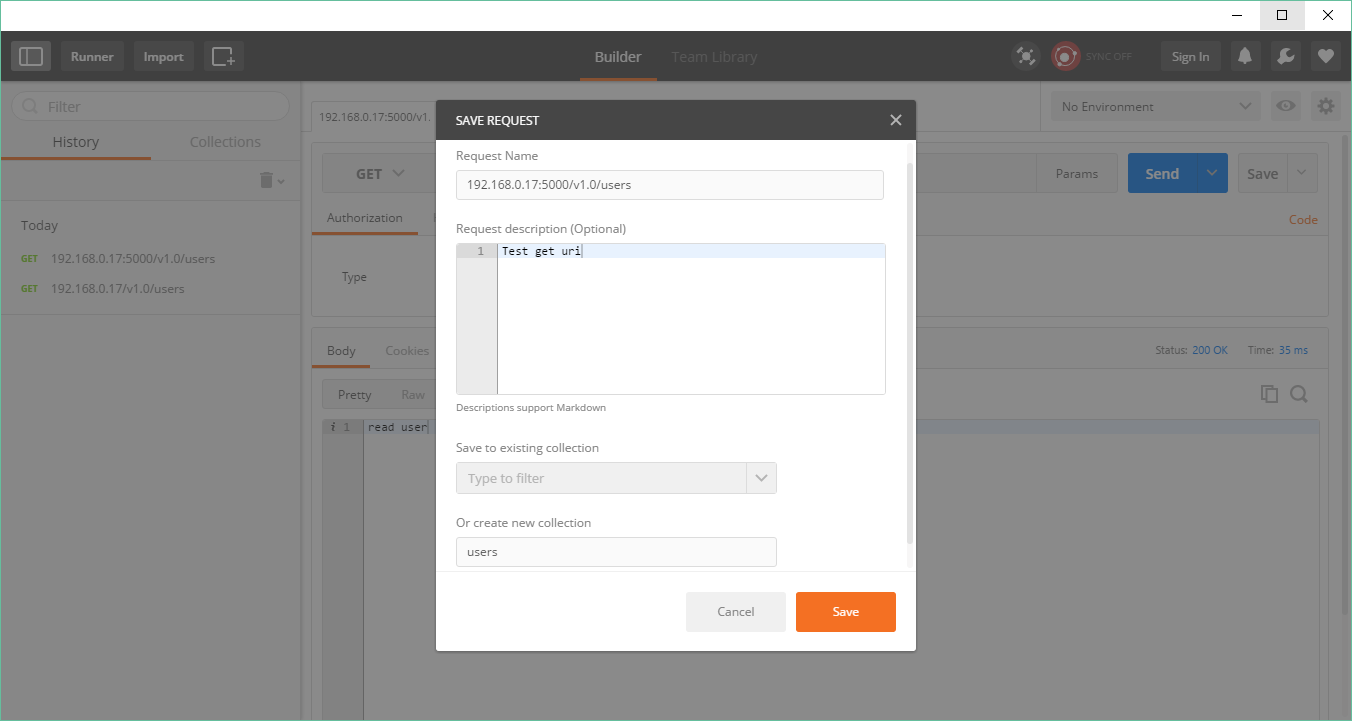 Runner
Import
Builder
Team Library
SYNC OFF
Sign In
Filter
History
Collections
Today
GET 192.168.0.17:5000/v1.0/users
GET 192.168.0.17/v1.0/users
192.168.0.17:5000/v1.
No Environment
GET
Params
Send
Save
Authorization
Code
Type
Body
Cookies
Status: 200 OK
Time: 35 ms
Pretty
Raw
i 1 read user
SAVE REQUEST
Request Name
192.168.0.17:5000/v1.0/users
Request description (Optional)
1 Test get uri
Descriptions support Markdown
Save to existing collection
Type to filter
Or create new collection
users
Cancel
Save